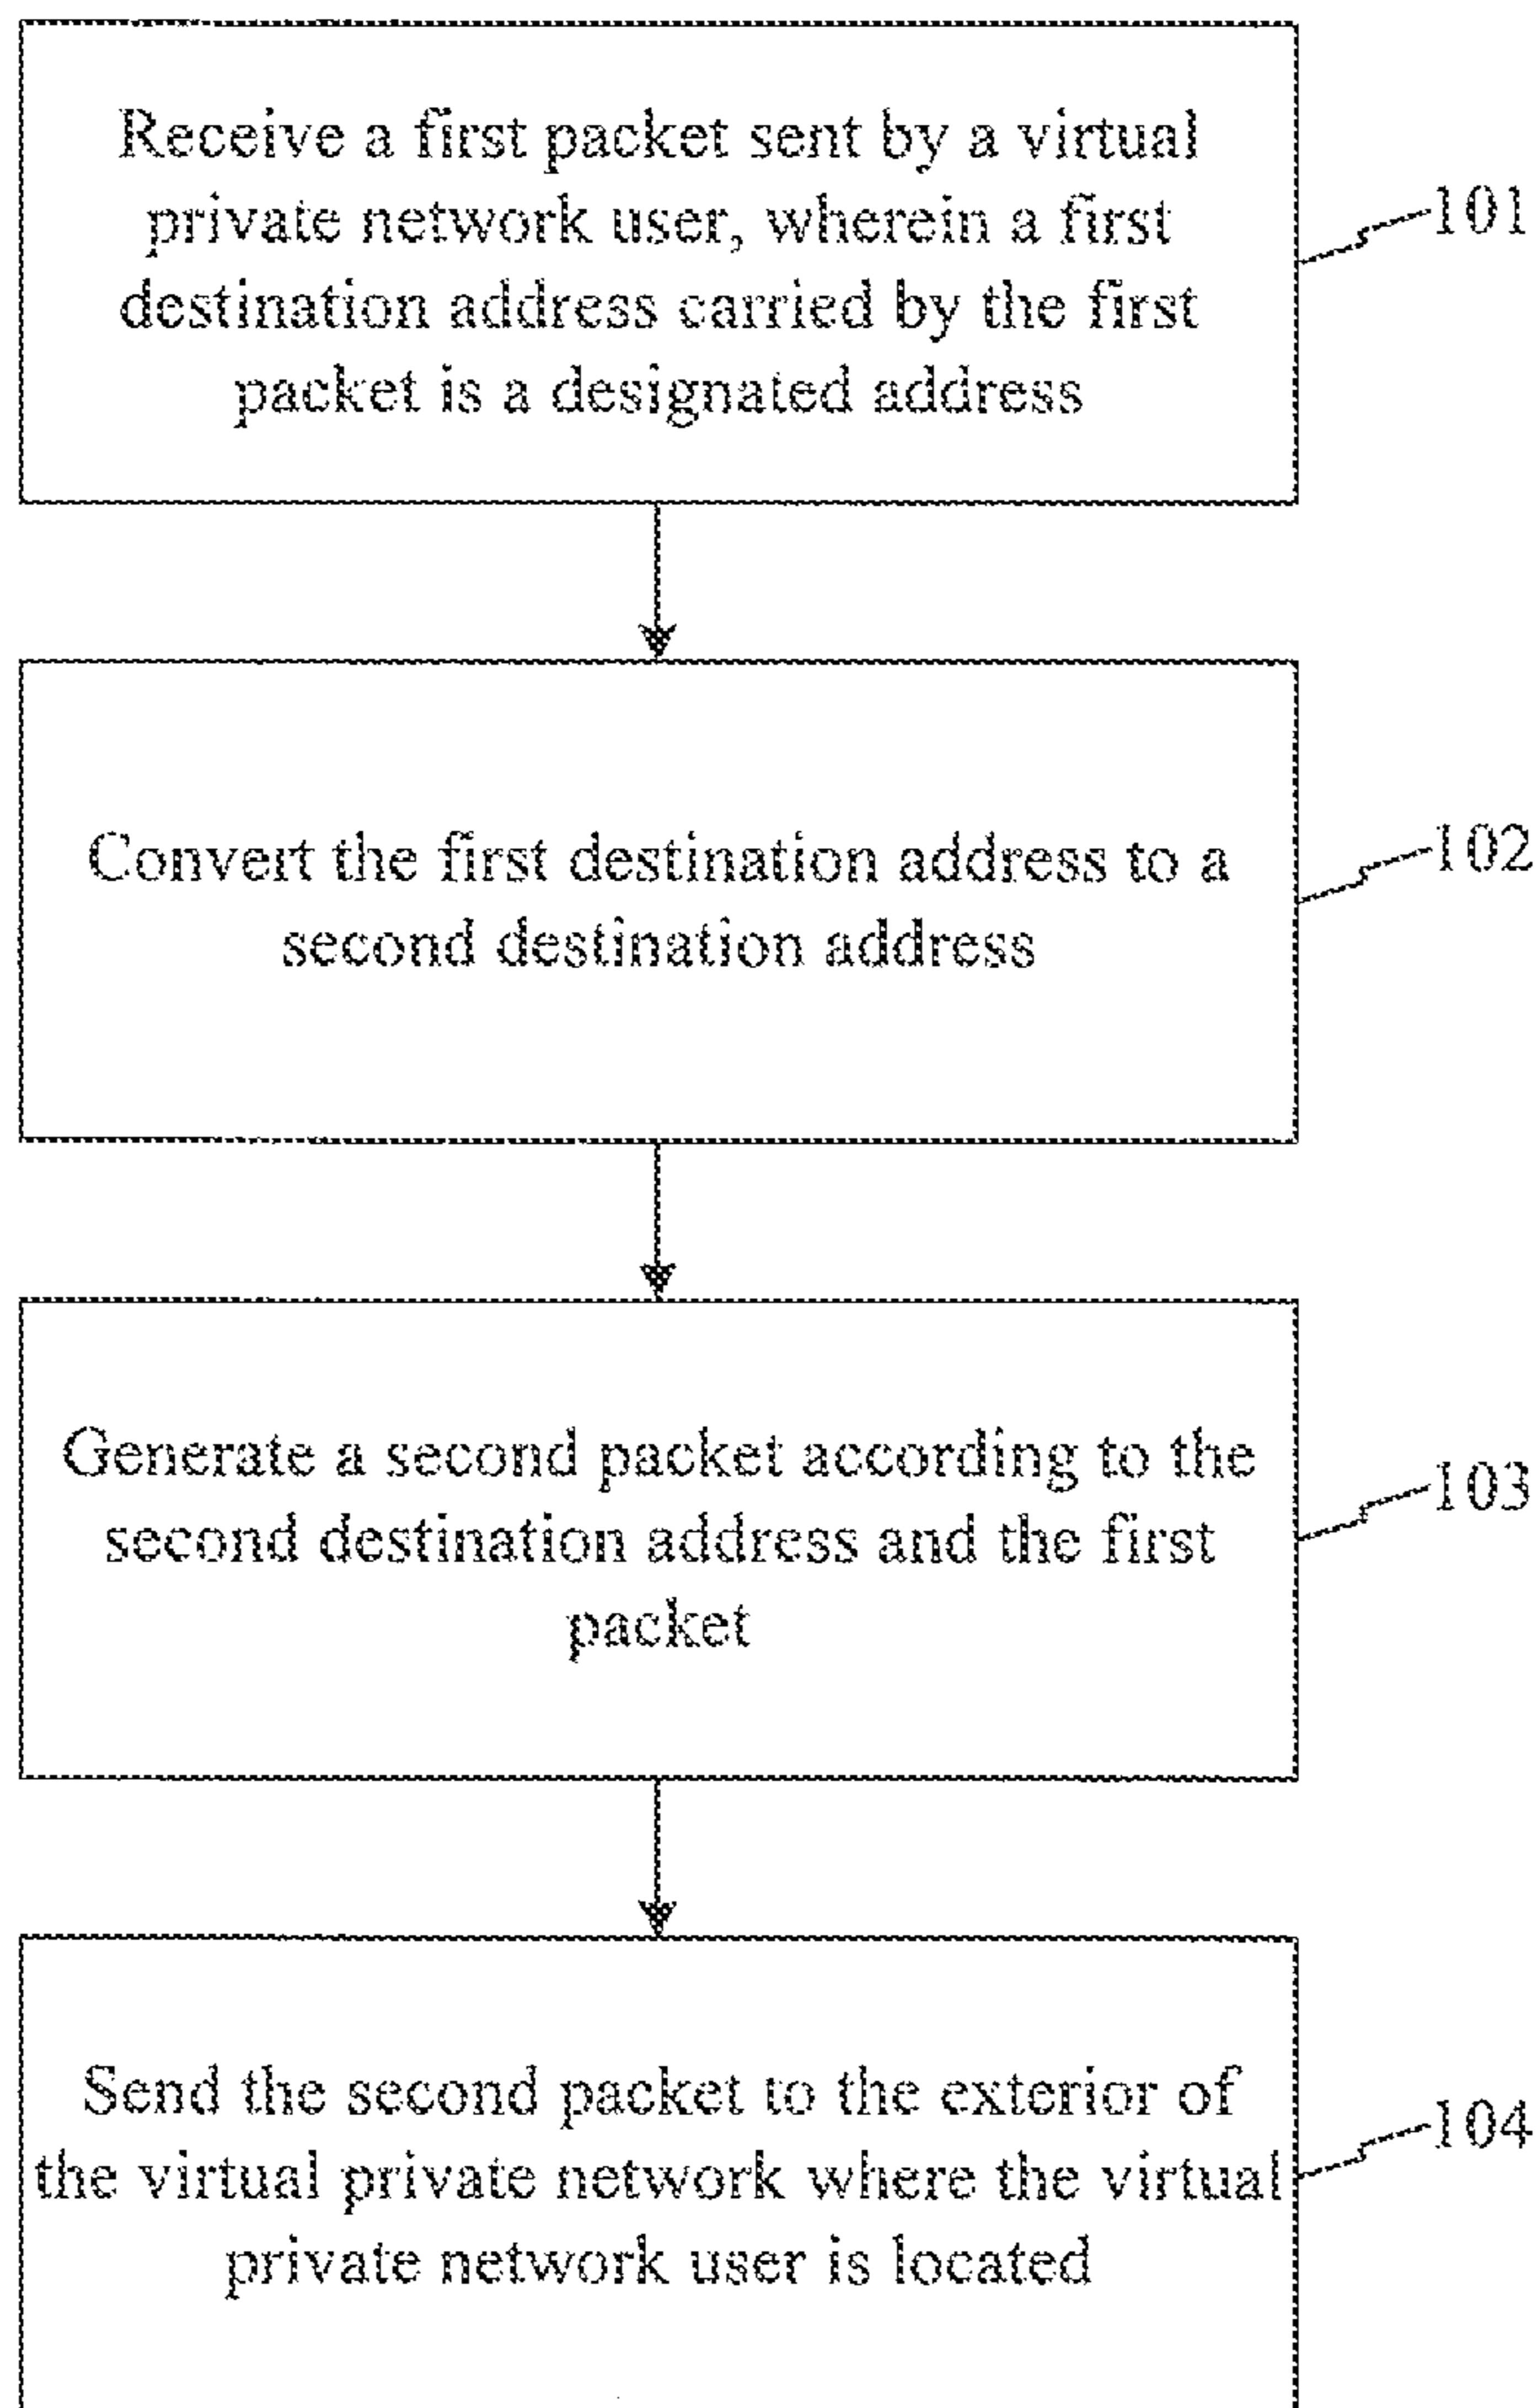 Receive a first packet sent by a virtual
private network user, wherein a first
destination address carried by the first
packet is a designated address
101
Convert the first destination address to a
second destination address
102
Generate a second packet according to the
second destination address and the first
packet
103
Send the second packet to the exterior of
the virtual private network where the virtual
private network user is located
104